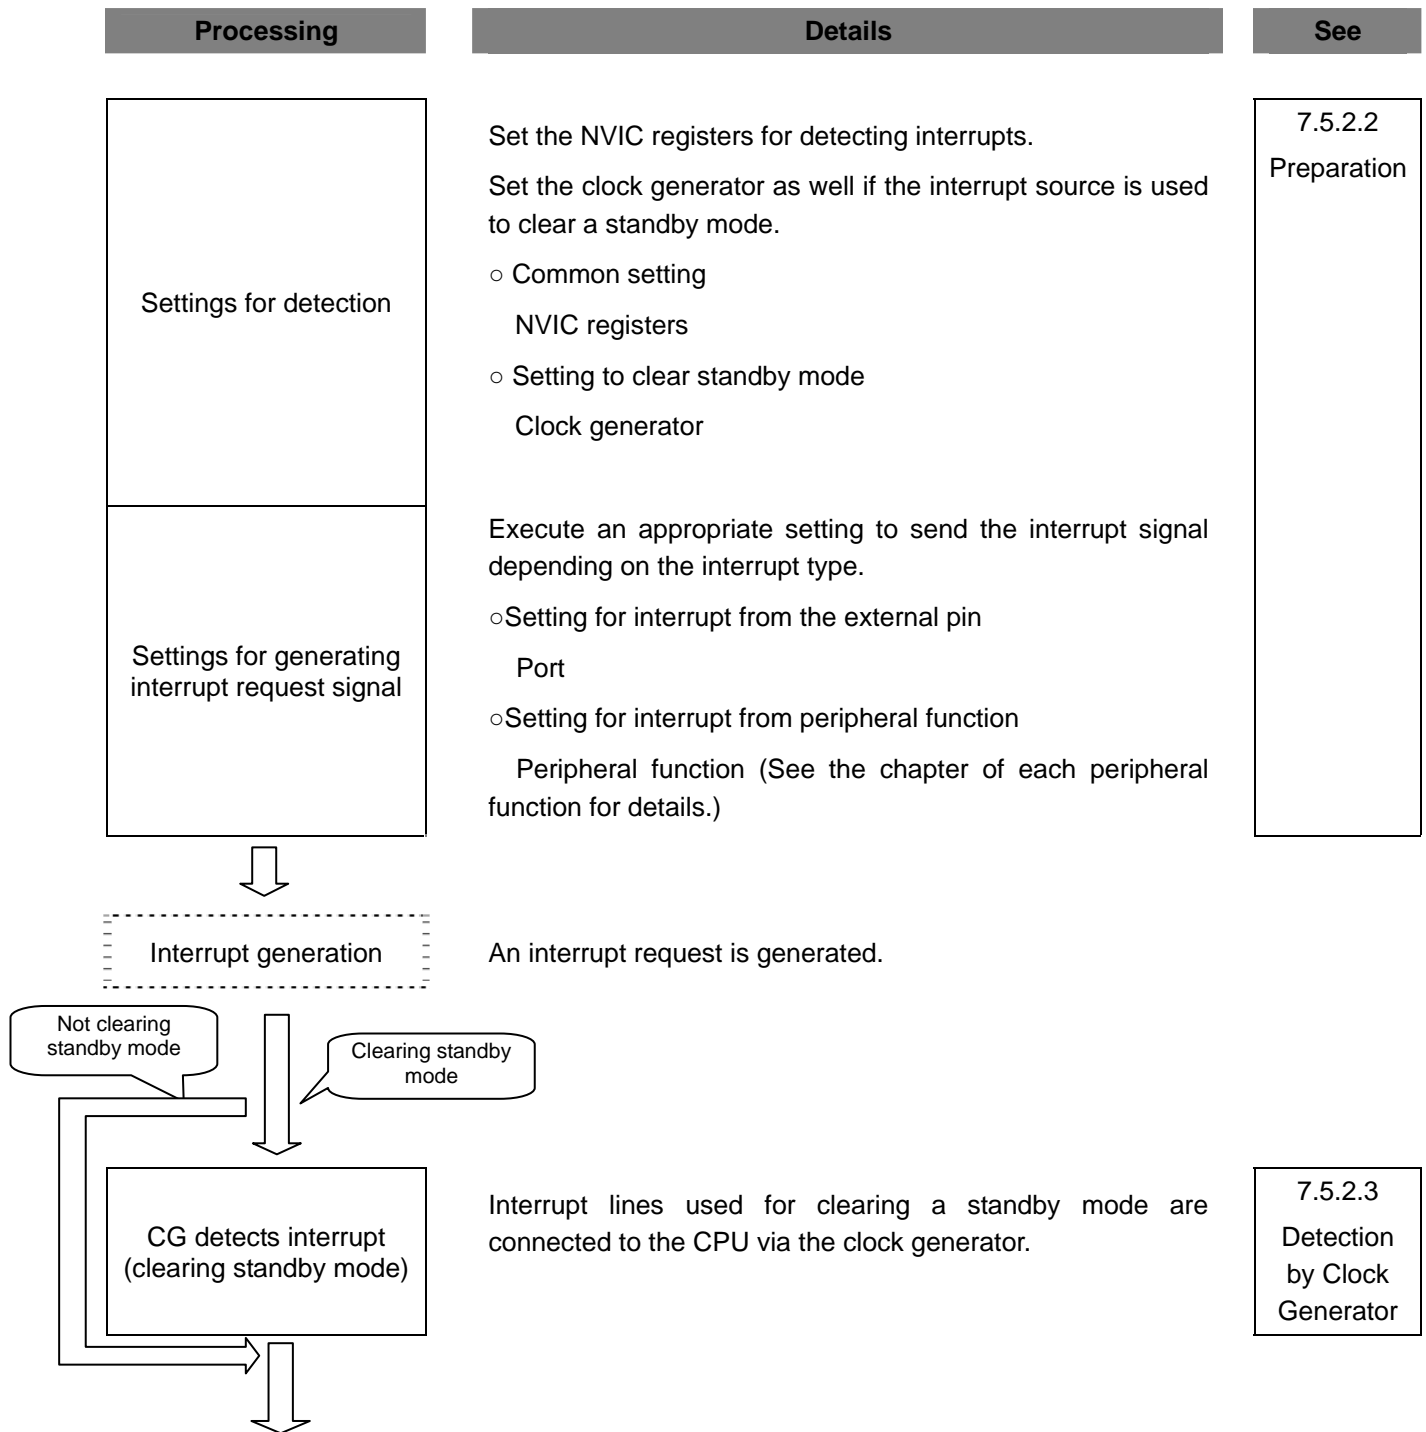 Processing
Details
See
Settings for detection
Set the NVIC registers for detecting interrupts.
Set the clock generator as well if the interrupt source is used
to clear a standby mode.
○ Common setting
NVIC registers
○ Setting to clear standby mode
Clock generator
7.5.2.2
Preparation
Settings for generating
interrupt request signal
Execute an appropriate setting to send the interrupt signal
depending on the interrupt type.
○Setting for interrupt from the external pin
Port
○Setting for interrupt from peripheral function
Peripheral function (See the chapter of each peripheral
function for details.)
Interrupt generation
An interrupt request is generated.
Not clearing
standby mode
Clearing standby
mode
CG detects interrupt
(clearing standby mode)
Interrupt lines used for clearing a standby mode are
connected to the CPU via the clock generator.
7.5.2.3
Detection
by Clock
Generator